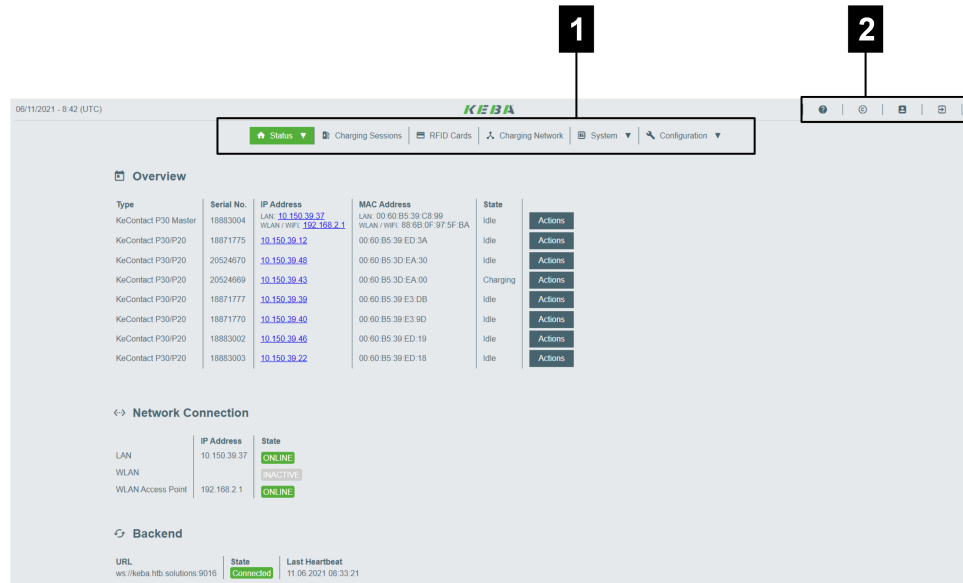 1
2
06/11/2021 - 8:42 (UTC)
KEBA
Status ▼ Charging Sessions RFID Cards Charging Network System ▼ Configuration ▼
Overview
Type Serial No. IP Address MAC Address State
KeContact P30 Master 18883004 LAN: 10.150.39.37 LAN: 00:60:B5:39:C8:99 Idle Actions
WLAN / WiFi: 192.168.2.1 WLAN / WiFi: 88:6B:0F:97:5F:BA
KeContact P30/P20 18871775 10.150.39.12 00:60:B5:39:ED:3A Idle Actions
KeContact P30/P20 20524670 10.150.39.48 00:60:B5:3D:EA:30 Idle Actions
KeContact P30/P20 20524669 10.150.39.43 00:60:B5:3D:EA:00 Charging Actions
KeContact P30/P20 18871777 10.150.39.39 00:60:B5:39:E3:DB Idle Actions
KeContact P30/P20 18871770 10.150.39.40 00:60:B5:39:E3:9D Idle Actions
KeContact P30/P20 18883002 10.150.39.46 00:60:B5:39:ED:19 Idle Actions
KeContact P30/P20 18883003 10.150.39.22 00:60:B5:39:ED:18 Idle Actions
Network Connection
IP Address State
LAN 10.150.39.37 ONLINE
WLAN INACTIVE
WLAN Access Point 192.168.2.1 ONLINE
Backend
URL State Last Heartbeat
ws://keba.htb.solutions:9016 Connected 11.06.2021 08:33:21